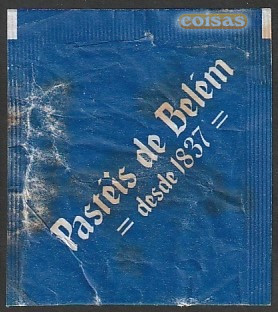 coisas
Pastéis de Belém
= desde 1837 =